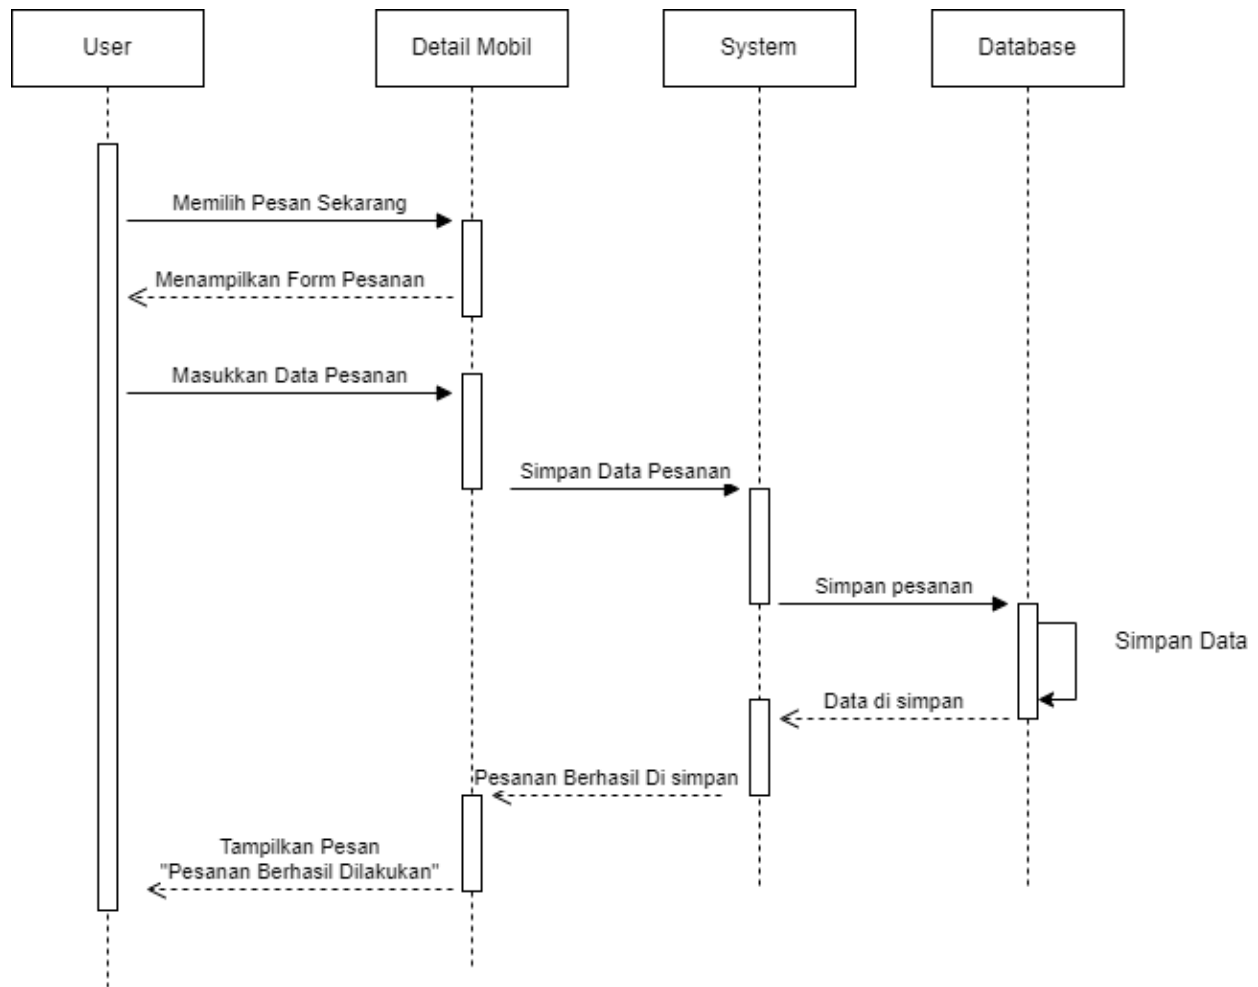 User
Detail Mobil
System
Database
Memilih Pesan Sekarang
Menampilkan Form Pesanan
Masukkan Data Pesanan
Simpan Data Pesanan
Simpan pesanan
Simpan Data
Data di simpan
Pesanan Berhasil Di simpan
Tampilkan Pesan
"Pesanan Berhasil Dilakukan"